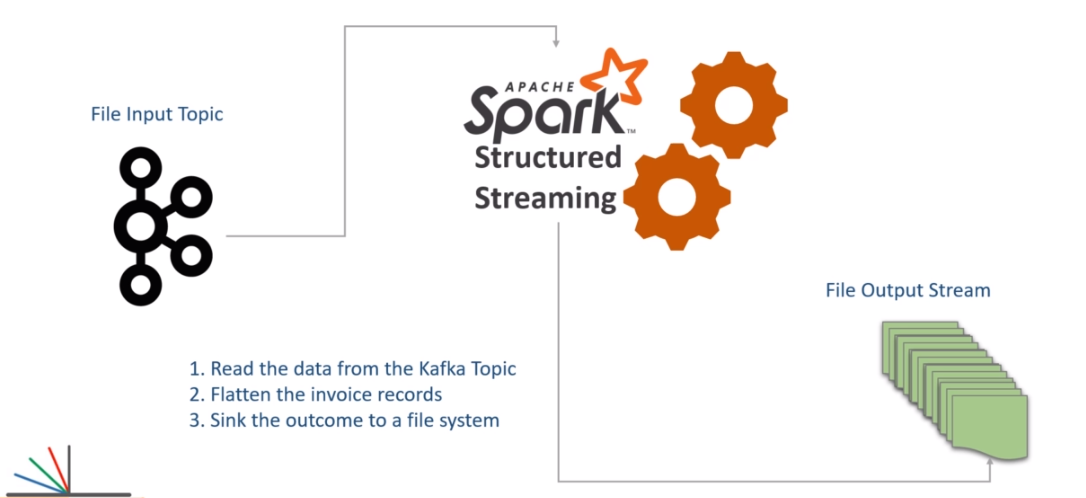 File Input Topic
APACHE
Spark
TM
Structured
Streaming
File Output Stream
1. Read the data from the Kafka Topic
2. Flatten the invoice records
3. Sink the outcome to a file system